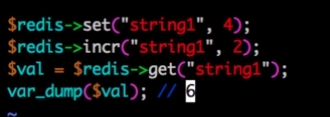 $redis->set("string1", 4);
$redis->incr("string1", 2);
$val = $redis->get("string1");
var_dump($val); // 6
~